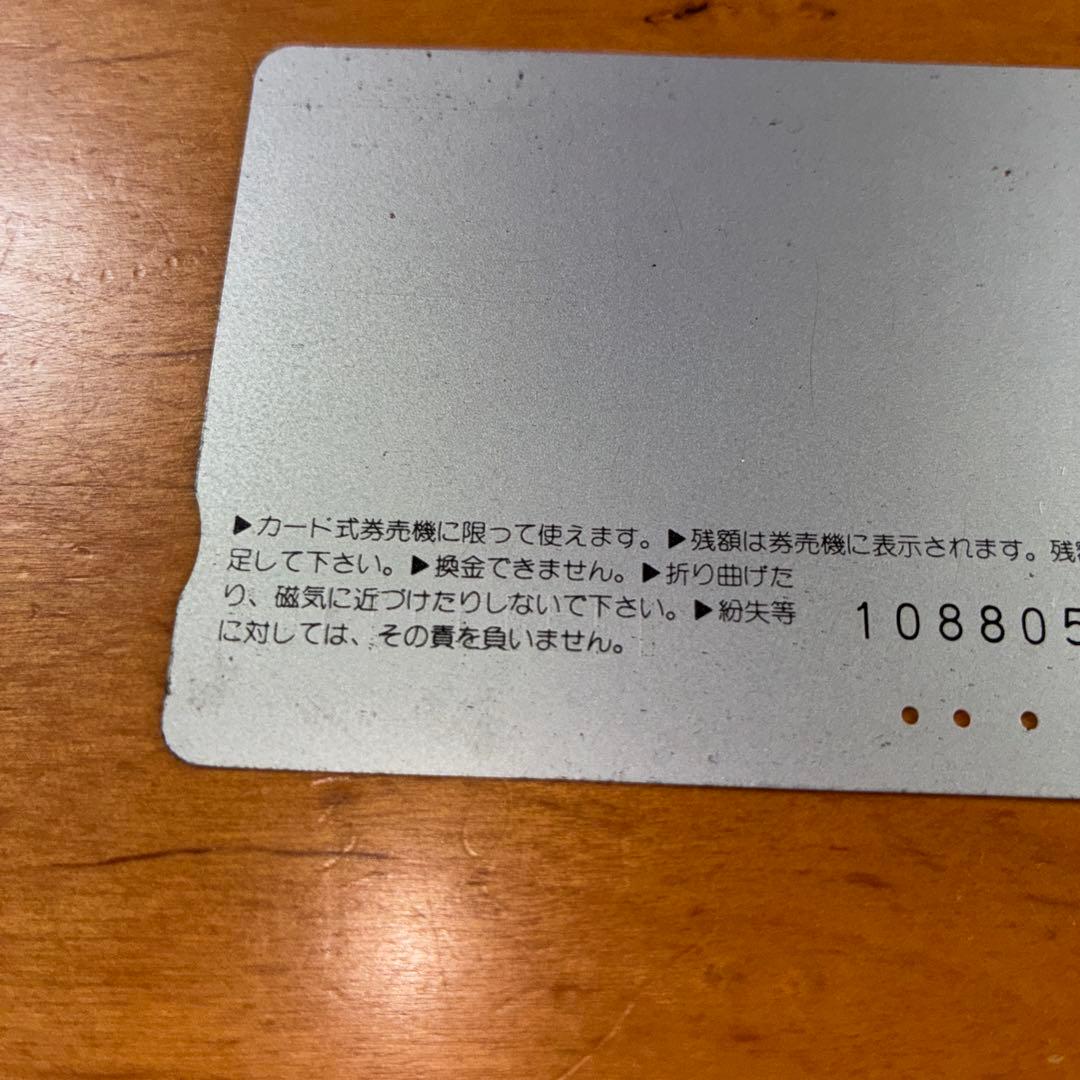 ▶カード式券売機に限って使えます。▶残額は券売機に表示されます。残
足して下さい。▶換金できません。▶折り曲げた
り、磁気に近づけたりしないで下さい。▶紛失等
に対しては、その責を負いません。
108805